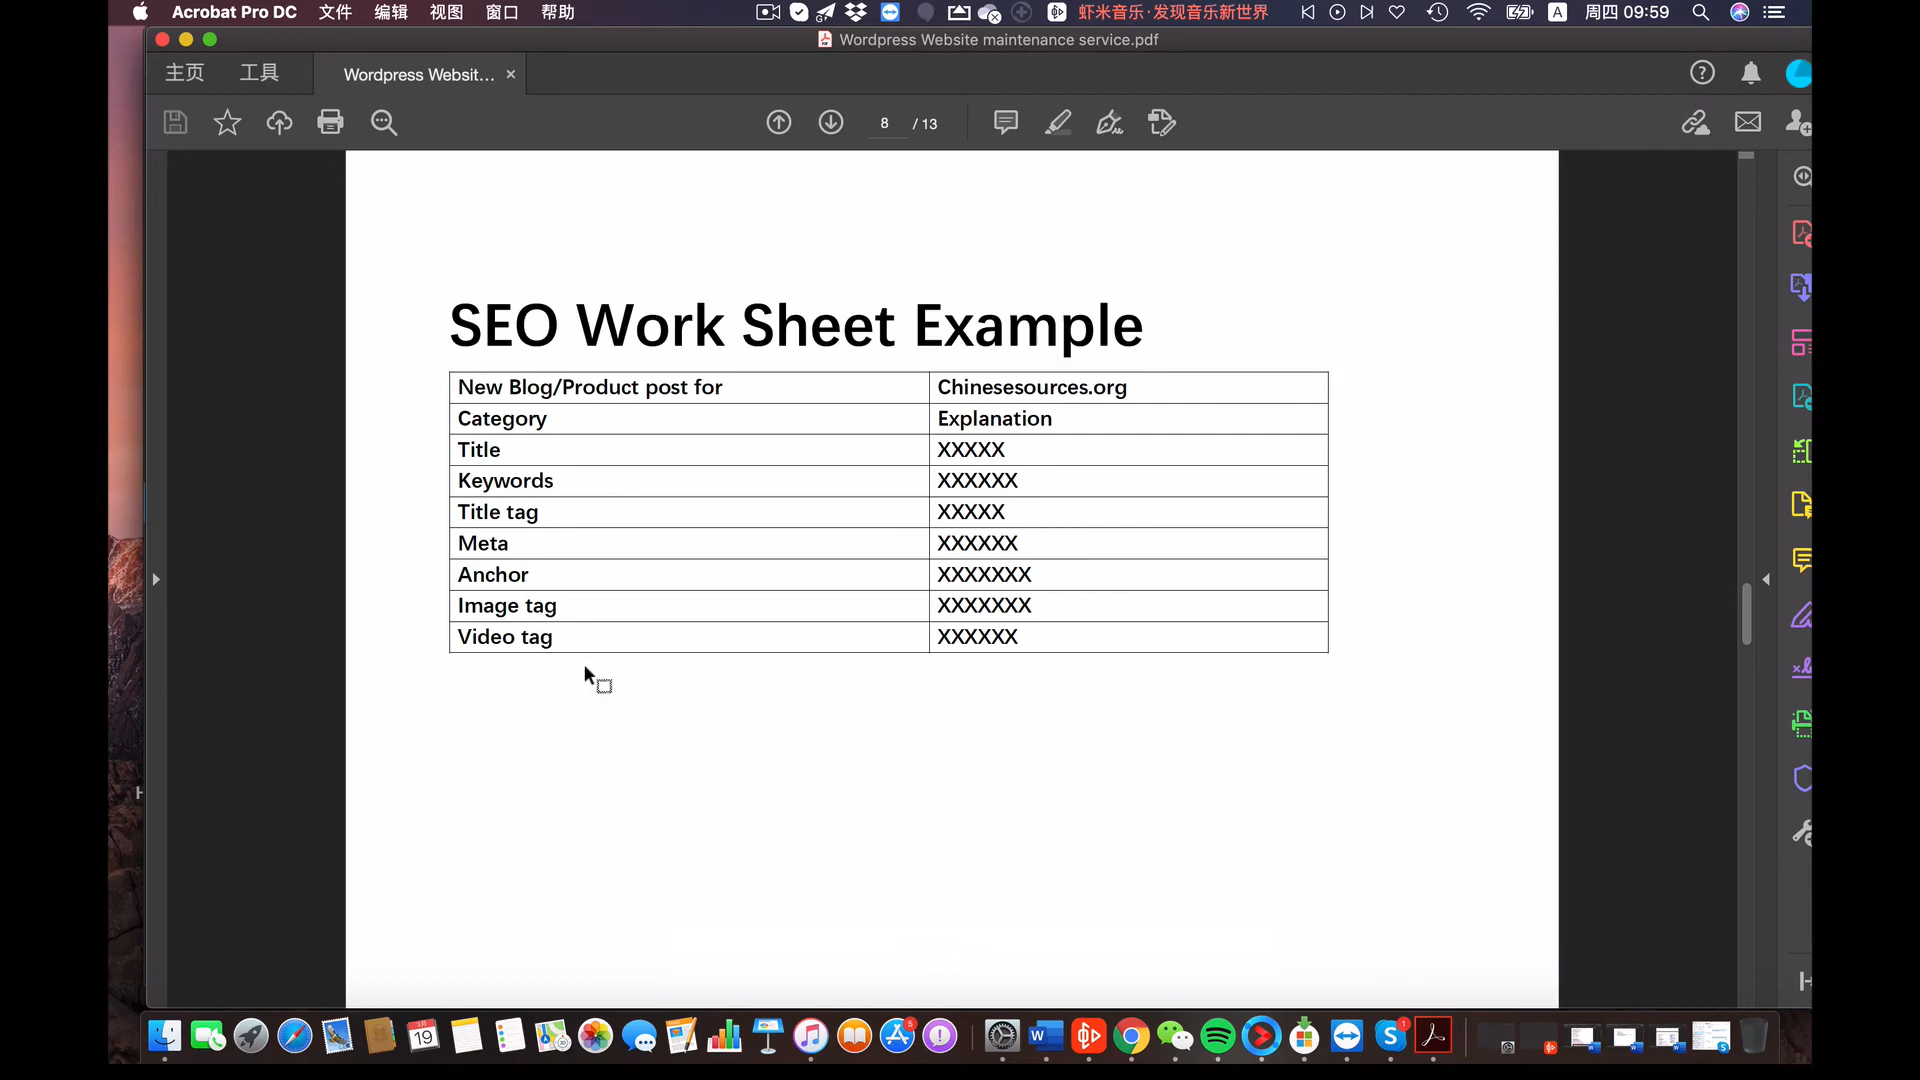 Acrobat Pro DC 文件 编辑 视图 窗口 帮助 虾米音乐·发现音乐新世界 A 周四 09:59
Wordpress Website maintenance service.pdf
主页 工具 Wordpress Websit... ×
8 / 13
SEO Work Sheet Example
New Blog/Product post for Chinesesources.org
Category Explanation
Title XXXXX
Keywords XXXXXX
Title tag XXXXX
Meta XXXXXX
Anchor XXXXXXX
Image tag XXXXXXX
Video tag XXXXXX
19 5 1